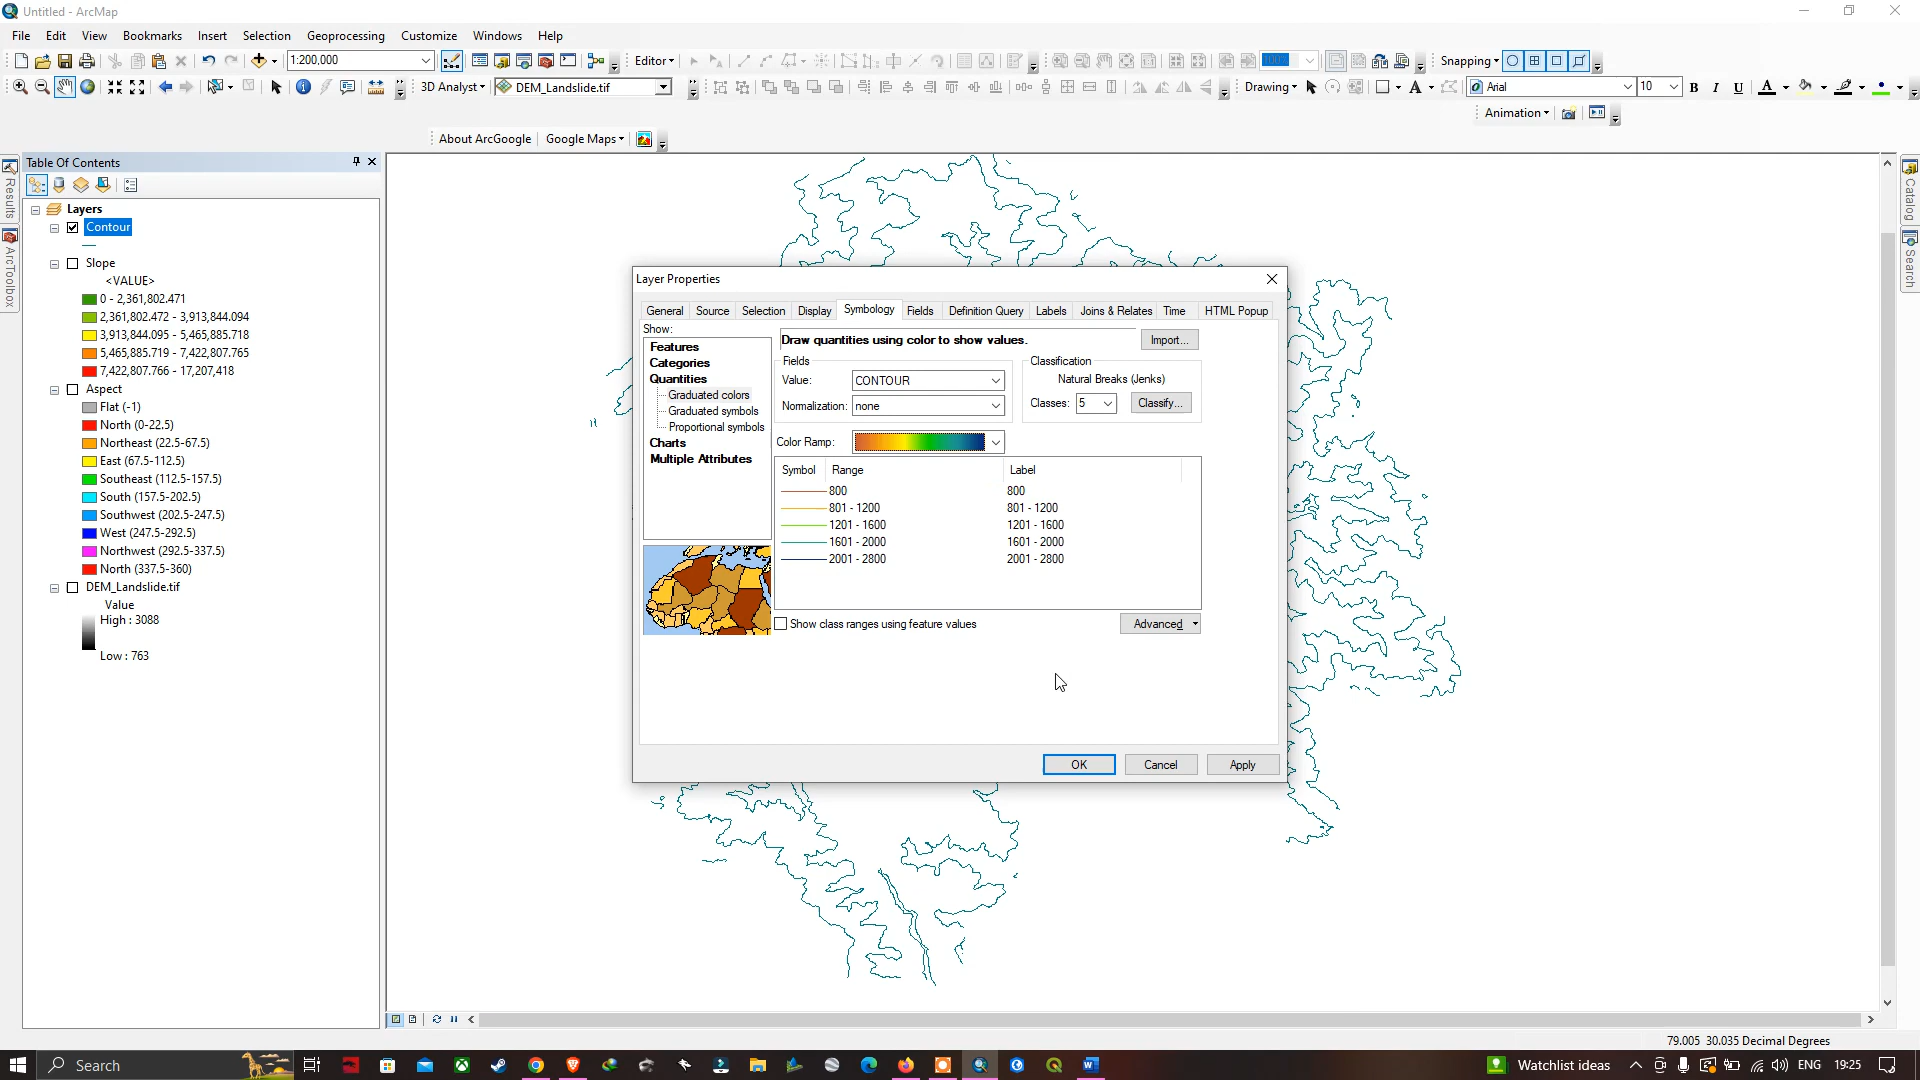 Untitled - ArcMap
File Edit View Bookmarks Insert Selection Geoprocessing Customize Windows Help
1:200,000 Editor 100% Snapping
3D Analyst DEM_Landslide.tif Drawing A Arial 10 B I U A
Animation
About ArcGoogle Google Maps
Table Of Contents
Results
ArcToolbox
Catalog
Search
Layers
Contour
Slope
<VALUE>
0 - 2,361,802.471
2,361,802.472 - 3,913,844.094
3,913,844.095 - 5,465,885.718
5,465,885.719 - 7,422,807.765
7,422,807.766 - 17,207,418
Aspect
Flat (-1)
North (0-22.5)
Northeast (22.5-67.5)
East (67.5-112.5)
Southeast (112.5-157.5)
South (157.5-202.5)
Southwest (202.5-247.5)
West (247.5-292.5)
Northwest (292.5-337.5)
North (337.5-360)
DEM_Landslide.tif
Value
High : 3088
Low : 763
Layer Properties
General Source Selection Display Symbology Fields Definition Query Labels Joins & Relates Time HTML Popup
Show:
Features
Categories
Quantities
Graduated colors
Graduated symbols
Proportional symbols
Charts
Multiple Attributes
Draw quantities using color to show values.
Import...
Fields
Value: CONTOUR
Normalization: none
Classification
Natural Breaks (Jenks)
Classes: 5 Classify...
Color Ramp:
Symbol Range Label
800 800
801 - 1200 801 - 1200
1201 - 1600 1201 - 1600
1601 - 2000 1601 - 2000
2001 - 2800 2001 - 2800
Show class ranges using feature values
Advanced
OK Cancel Apply
79.005 30.035 Decimal Degrees
Search
Watchlist ideas ENG 19:25